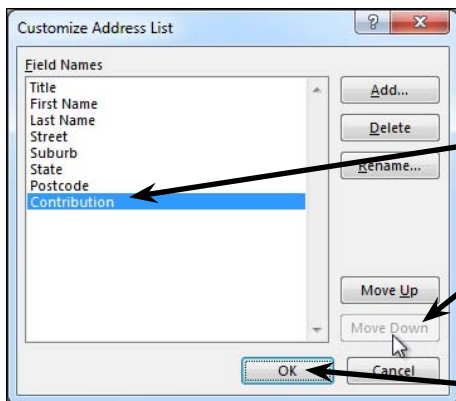 Customize Address List
Field Names
Title
First Name
Last Name
Street
Suburb
State
Postcode
Contribution
Add...
Delete
Rename...
Move Up
Move Down
OK
Cancel